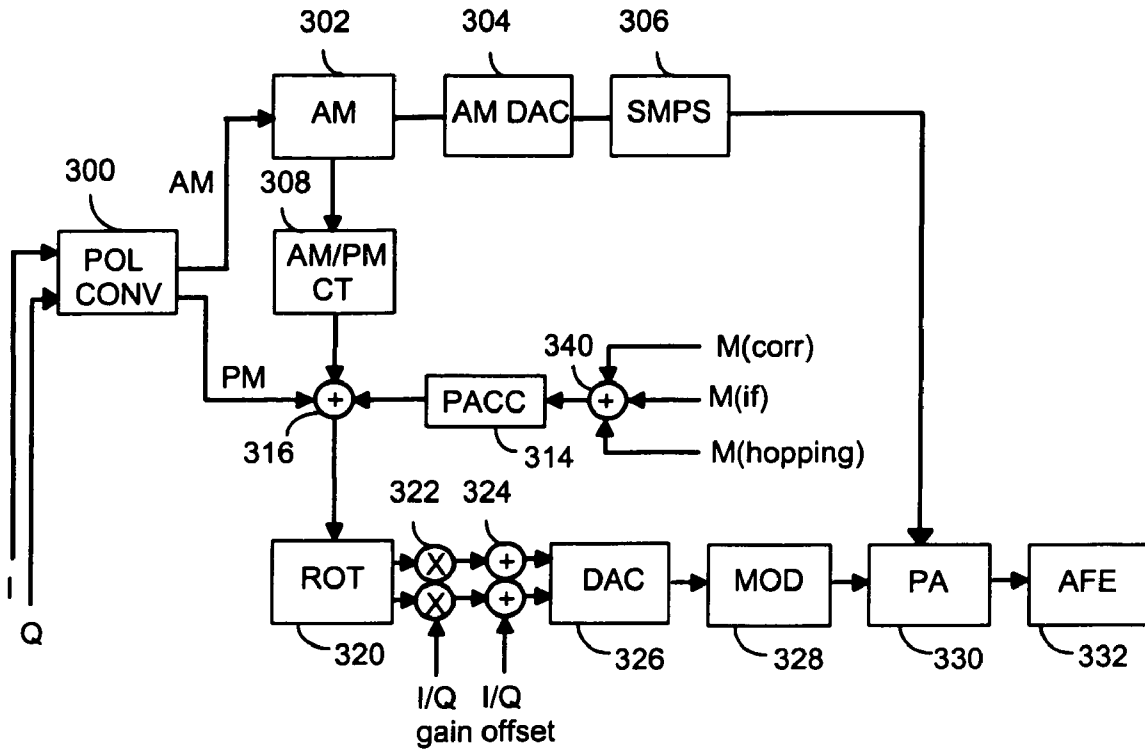 302
304
306
AM
AM DAC
SMPS
300
AM
308
POL
CONV
AM/PM
CT
340
M(corr)
PM
+
PACC
+
M(if)
316
314
M(hopping)
322
324
ROT
X
+
X
+
DAC
MOD
PA
AFE
I
Q
320
326
328
330
332
I/Q
gain
I/Q
offset